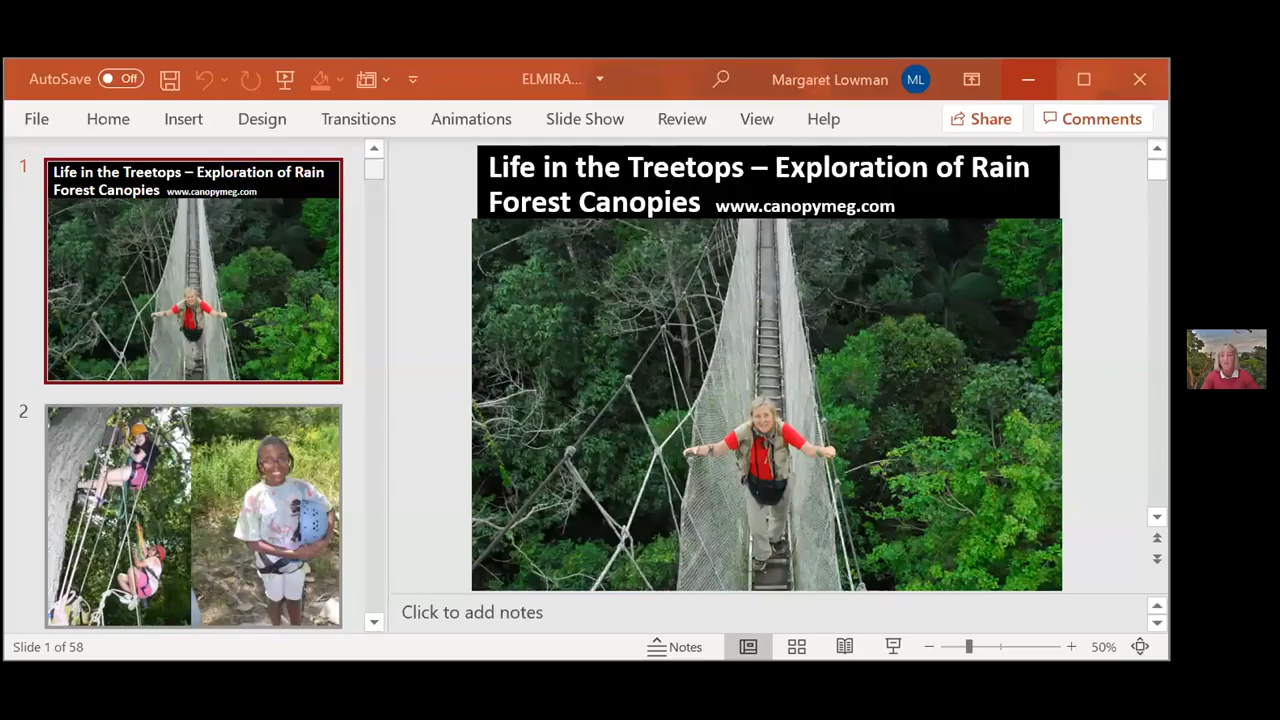 AutoSave Off
ELMIRA...
Margaret Lowman
ML
File Home Insert Design Transitions Animations Slide Show Review View Help
Share Comments
1
Life in the Treetops – Exploration of Rain
Forest Canopies www.canopymeg.com
2
Life in the Treetops – Exploration of Rain
Forest Canopies www.canopymeg.com
Click to add notes
Slide 1 of 58
Notes
50%